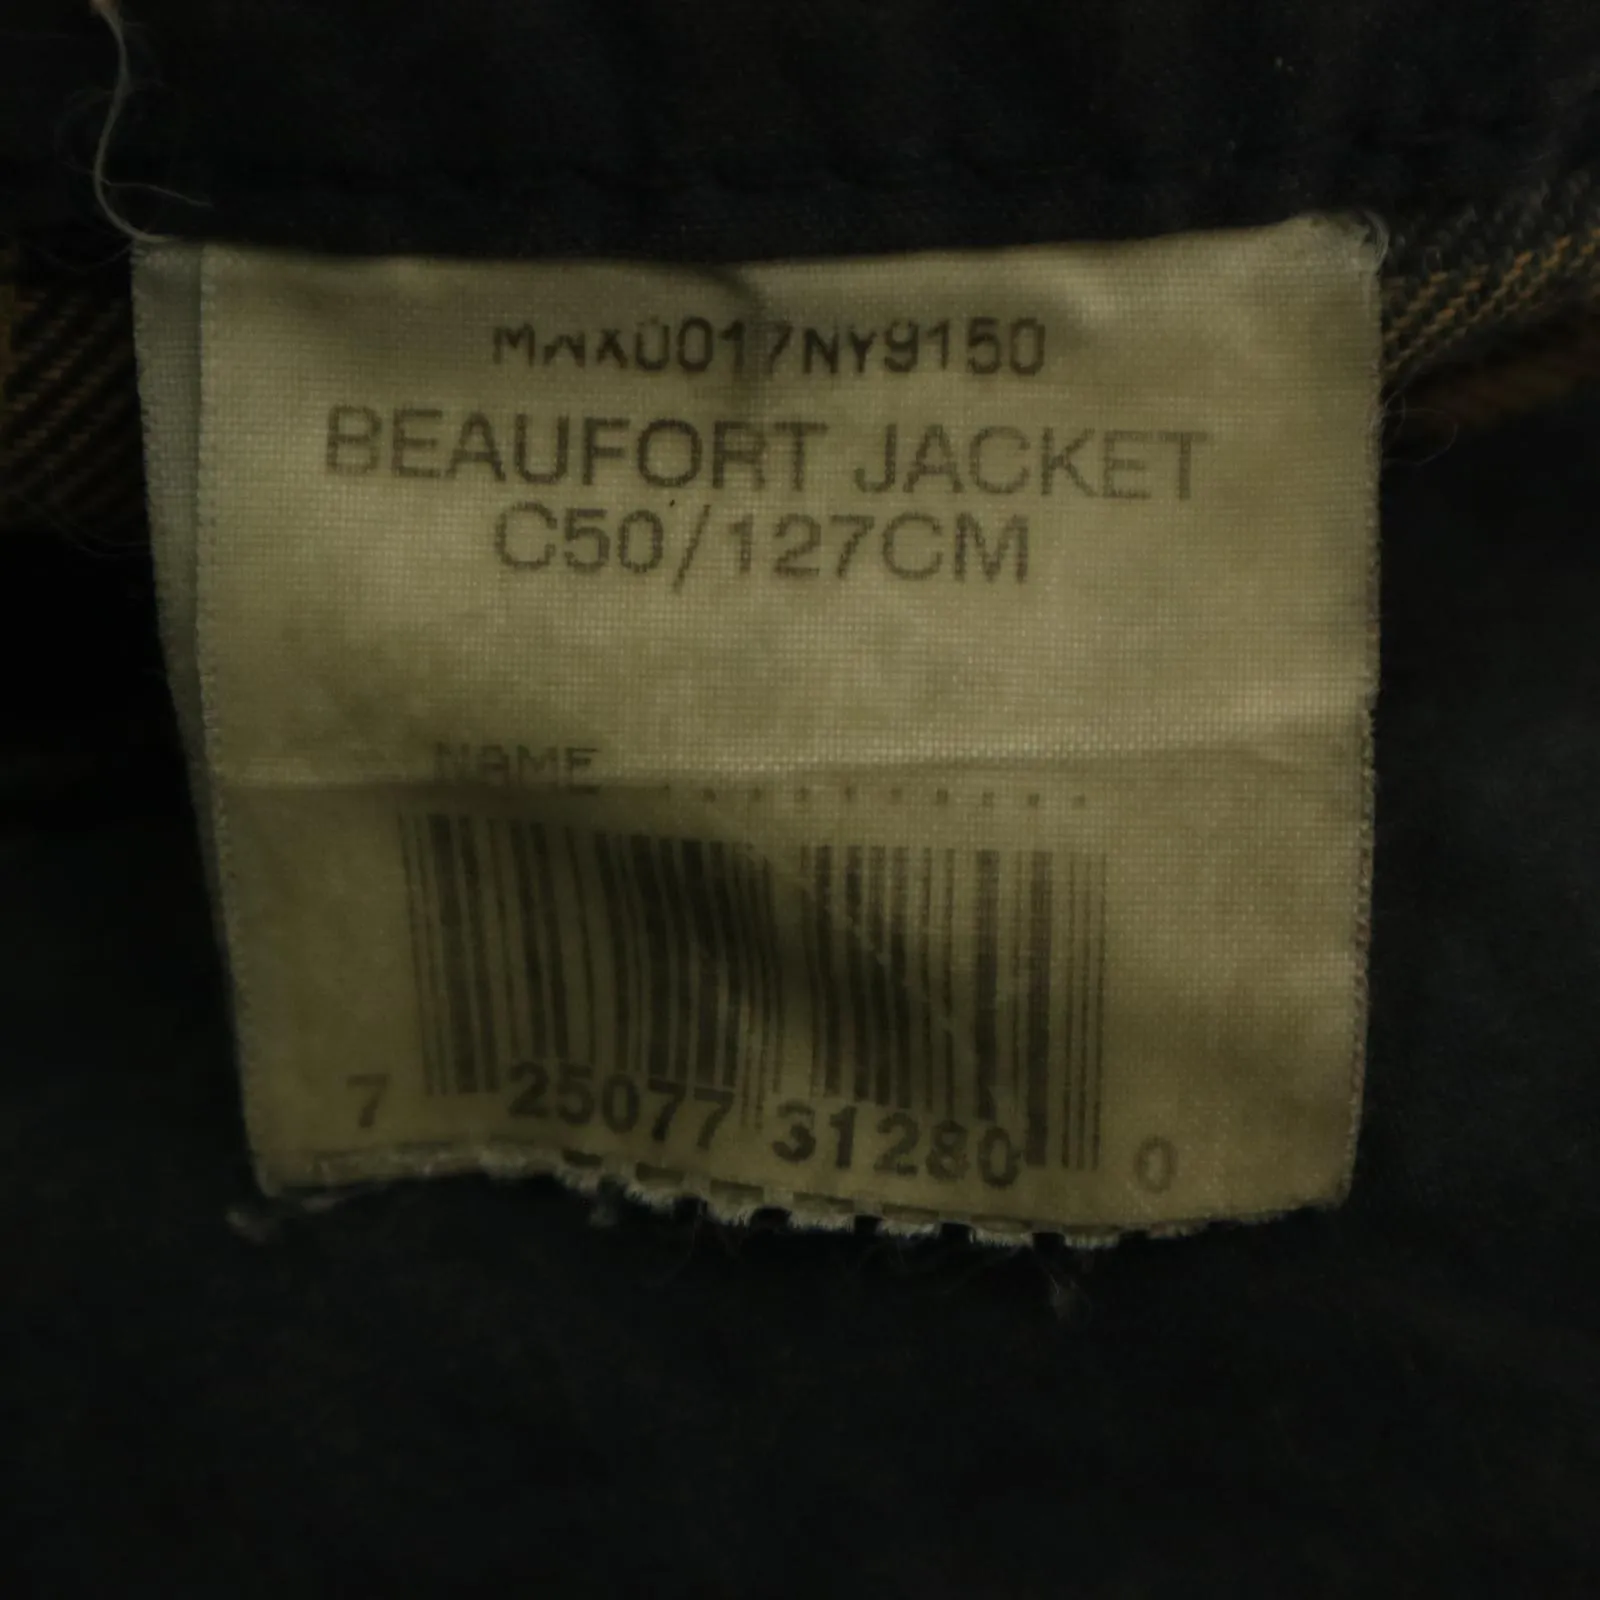 MWX0017NY9150
BEAUFORT JACKET
C50/127CM
NAME ..........
7 25077 31280 0